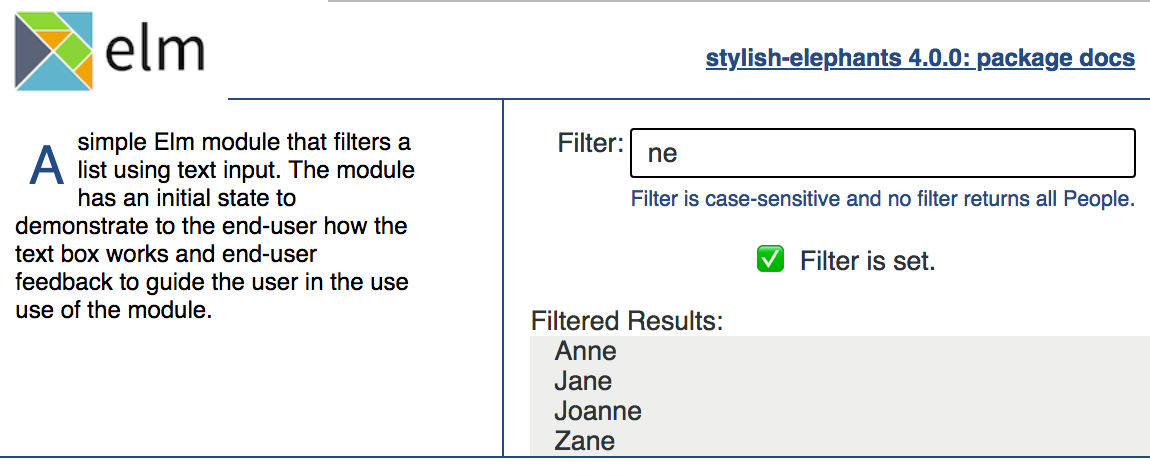 elm
stylish-elephants 4.0.0: package docs
A simple Elm module that filters a
list using text input. The module
has an initial state to
demonstrate to the end-user how the
text box works and end-user
feedback to guide the user in the use
use of the module.
Filter: ne
Filter is case-sensitive and no filter returns all People.
✅ Filter is set.
Filtered Results:
Anne
Jane
Joanne
Zane